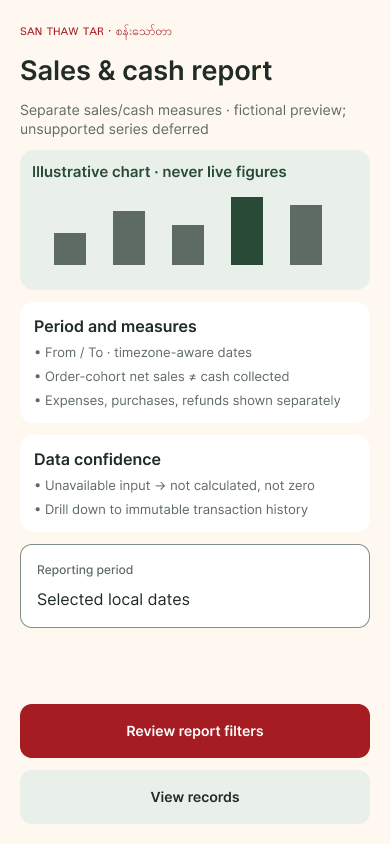 SAN THAW TAR · စန်းသော်တာ
Sales & cash report
Separate sales/cash measures · fictional preview;
unsupported series deferred
Illustrative chart · never live figures
Period and measures
• From / To · timezone-aware dates
• Order-cohort net sales ≠ cash collected
• Expenses, purchases, refunds shown separately
Data confidence
• Unavailable input → not calculated, not zero
• Drill down to immutable transaction history
Reporting period
Selected local dates
Review report filters
View records